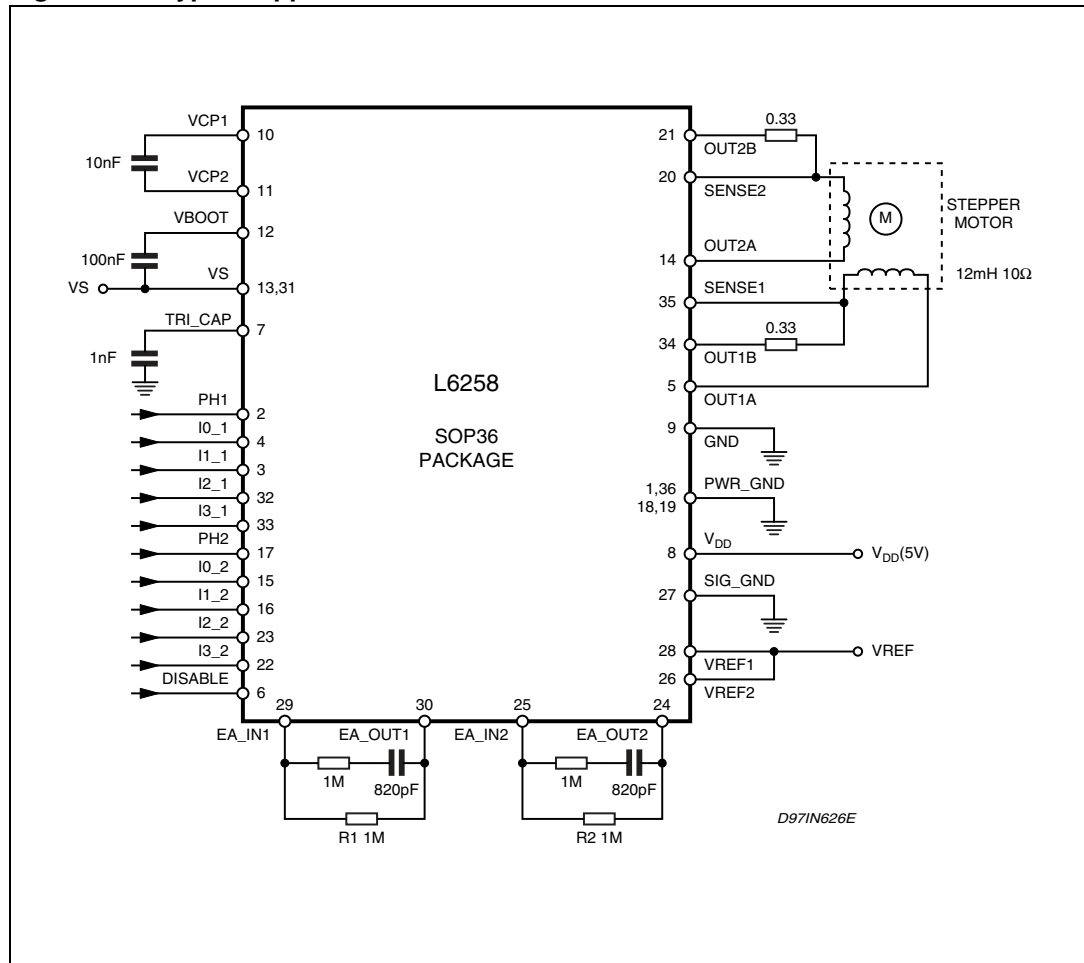 VCP1
10
10nF
VCP2
11
VBOOT
12
100nF
VS
VS
13,31
TRI_CAP
7
1nF
PH1
2
I0_1
4
I1_1
3
I2_1
32
I3_1
33
PH2
17
I0_2
15
I1_2
16
I2_2
23
I3_2
22
DISABLE
6
L6258
SOP36
PACKAGE
21
0.33
OUT2B
20
SENSE2
M
STEPPER
MOTOR
14
OUT2A
12mH 10Ω
35
SENSE1
0.33
34
OUT1B
5
OUT1A
9
GND
1,36
18,19
PWR_GND
8
VDD
VDD(5V)
27
SIG_GND
28
VREF1
VREF
26
VREF2
29
30
25
24
EA_IN1
EA_OUT1
EA_IN2
EA_OUT2
1M
820pF
1M
820pF
R1 1M
R2 1M
D97IN626E